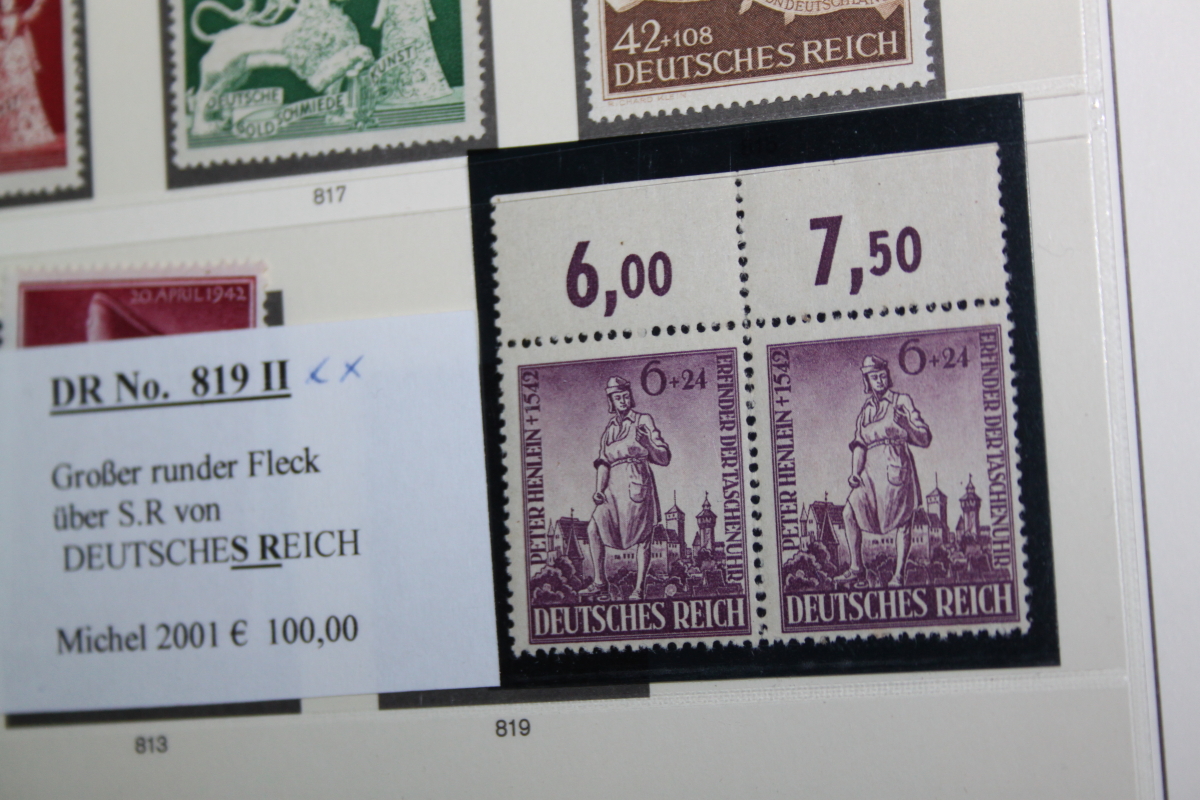 DEUTSCHE
GOLDSCHMIEDE
KUNST
42+108
DEUTSCHES REICH
817
20. APRIL 1942
6,00
7,50
DR No. 819 II
Großer runder Fleck
über S.R von
DEUTSCHES REICH
Michel 2001 € 100,00
PETER HENLEIN + 1542
6+24
ERFINDER DER TASCHENUHR
DEUTSCHES REICH
PETER HENLEIN + 1542
6+24
ERFINDER DER TASCHENUHR
DEUTSCHES REICH
813
819